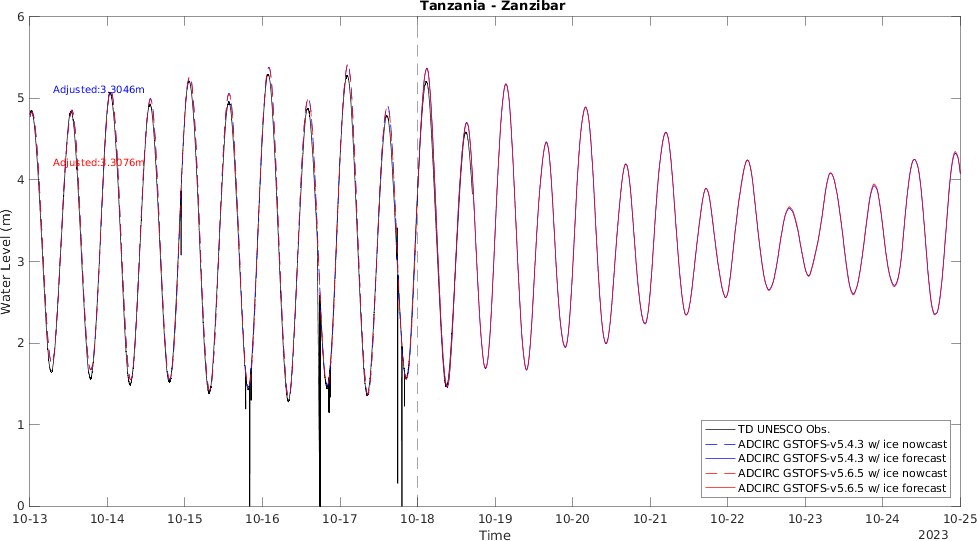 Tanzania - Zanzibar
6
5
4
3
2
1
0
Water Level (m)
Adjusted:3.3046m
Adjusted:3.3076m
TD UNESCO Obs.
ADCIRC GSTOFS-v5.4.3 w/ ice nowcast
ADCIRC GSTOFS-v5.4.3 w/ ice forecast
ADCIRC GSTOFS-v5.6.5 w/ ice nowcast
ADCIRC GSTOFS-v5.6.5 w/ ice forecast
10-13 10-14 10-15 10-16 10-17 10-18 10-19 10-20 10-21 10-22 10-23 10-24 10-25
Time
2023